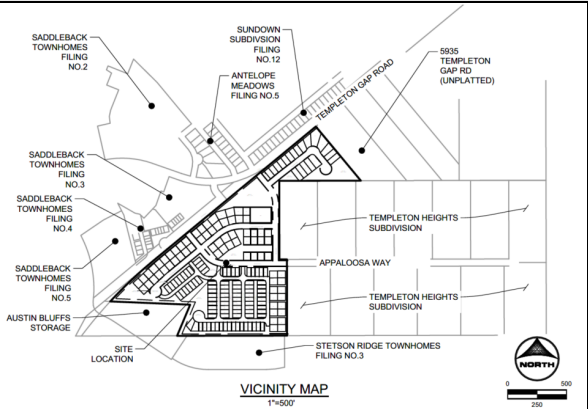 SADDLEBACK
TOWNHOMES
FILING
NO.2
SUNDOWN
SUBDIVSION
FILING
NO.12
ANTELOPE
MEADOWS
FILING NO.5
TEMPLETON GAP ROAD
5935
TEMPLETON
GAP RD
(UNPLATTED)
SADDLEBACK
TOWNHOMES
FILING
NO.3
SADDLEBACK
TOWNHOMES
FILING
NO.4
SADDLEBACK
TOWNHOMES
FILING
NO.5
AUSTIN BLUFFS
STORAGE
SITE
LOCATION
TEMPLETON HEIGHTS
SUBDIVISION
APPALOOSA WAY
TEMPLETON HEIGHTS
SUBDIVISION
STETSON RIDGE TOWNHOMES
FILING NO.3
VICINITY MAP
1"=500'
NORTH
0
500
250